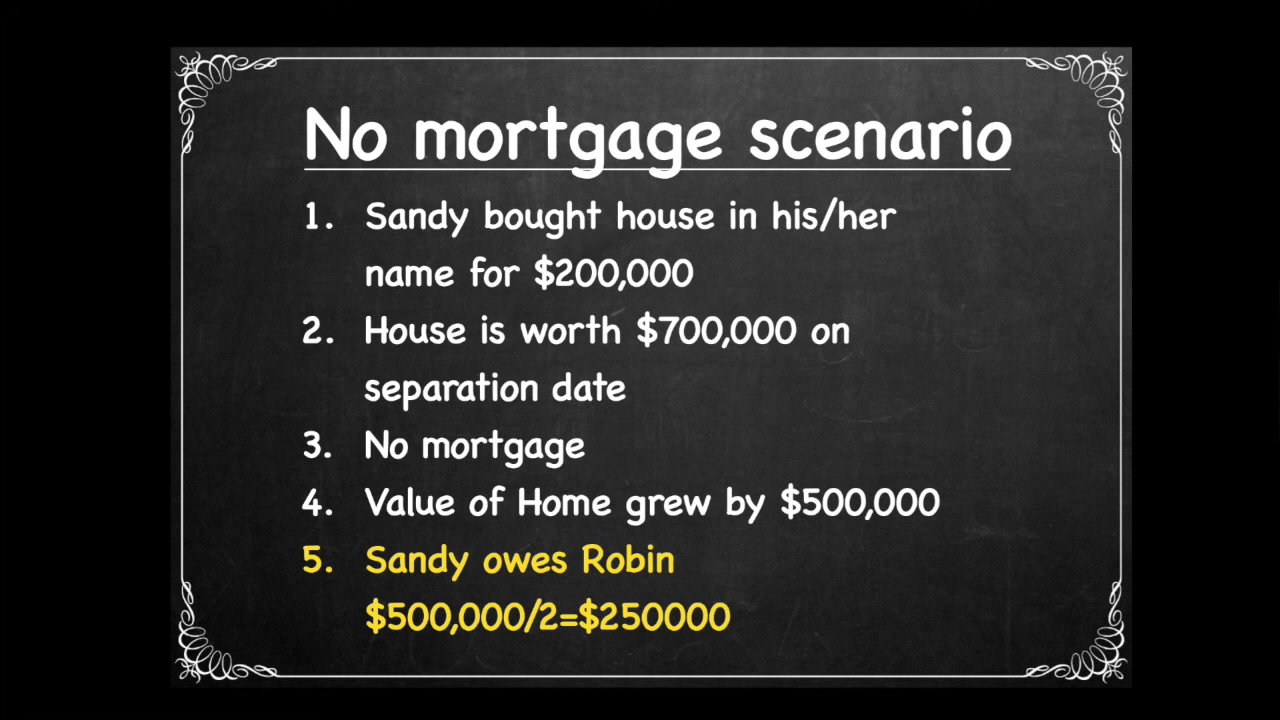 No mortgage scenario
1. Sandy bought house in his/her
name for $200,000
2. House is worth $700,000 on
separation date
3. No mortgage
4. Value of Home grew by $500,000
5. Sandy owes Robin
$500,000/2=$250000